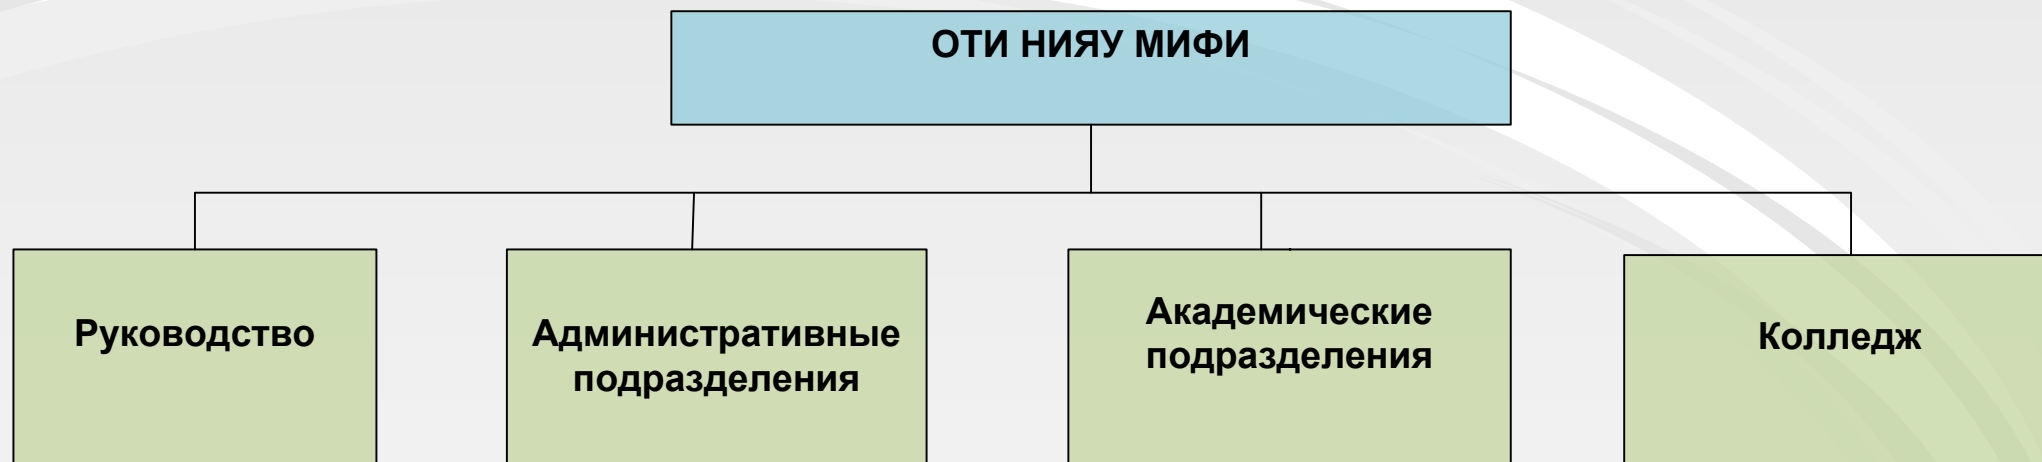 ОТИ НИЯУ МИФИ
Руководство
Административные
подразделения
Академические
подразделения
Колледж